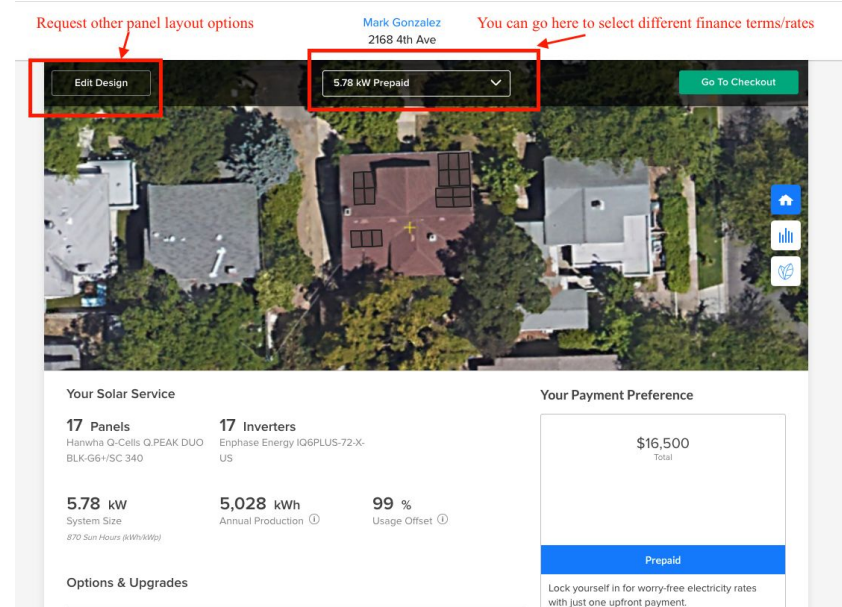 Request other panel layout options
Mark Gonzalez
You can go here to select different finance terms/rates
2168 4th Ave
Edit Design
5.78 kW Prepaid
Go To Checkout
Your Solar Service
Your Payment Preference
17 Panels
17 Inverters
Hanwha Q-Cells Q.PEAK DUO
BLK-G6+/SC 340
Enphase Energy IQ6PLUS-72-X-
US
$16,500
Total
5.78 kW
5,028 kWh
99 %
System Size
Annual Production
Usage Offset
870 Sun Hours (kWh/kWp)
Prepaid
Options & Upgrades
Lock yourself in for worry-free electricity rates
with just one upfront payment.